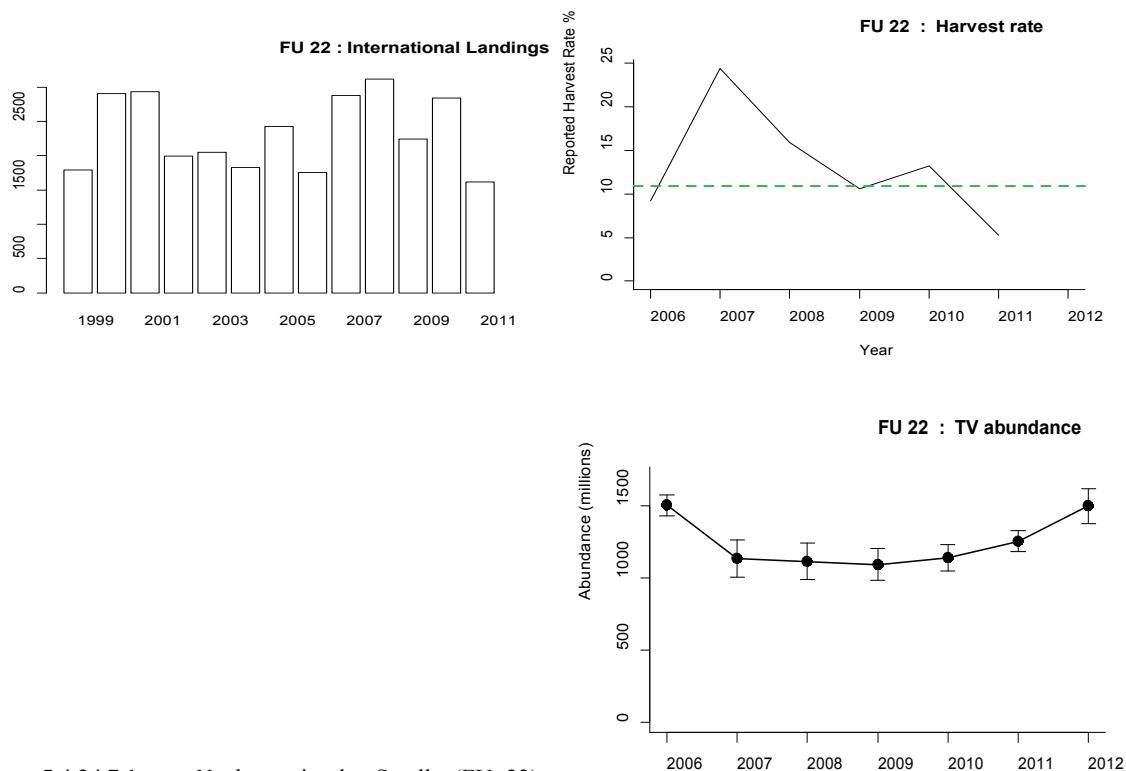 FU 22 : International Landings
2500
1500
500
0
1999 2001 2003 2005 2007 2009 2011
FU 22 : Harvest rate
Reported Harvest Rate %
25
20
15
10
5
0
2006 2007 2008 2009 2010 2011 2012
Year
FU 22 : TV abundance
Abundance (millions)
1500
1000
500
0
2006 2007 2008 2009 2010 2011 2012